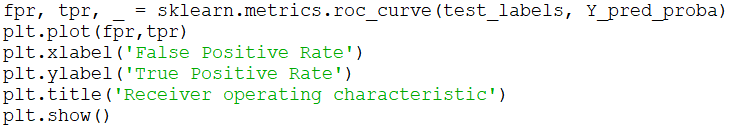 fpr, tpr, _ = sklearn.metrics.roc_curve(test_labels, Y_pred_proba)
plt.plot(fpr,tpr)
plt.xlabel('False Positive Rate')
plt.ylabel('True Positive Rate')
plt.title('Receiver operating characteristic')
plt.show()